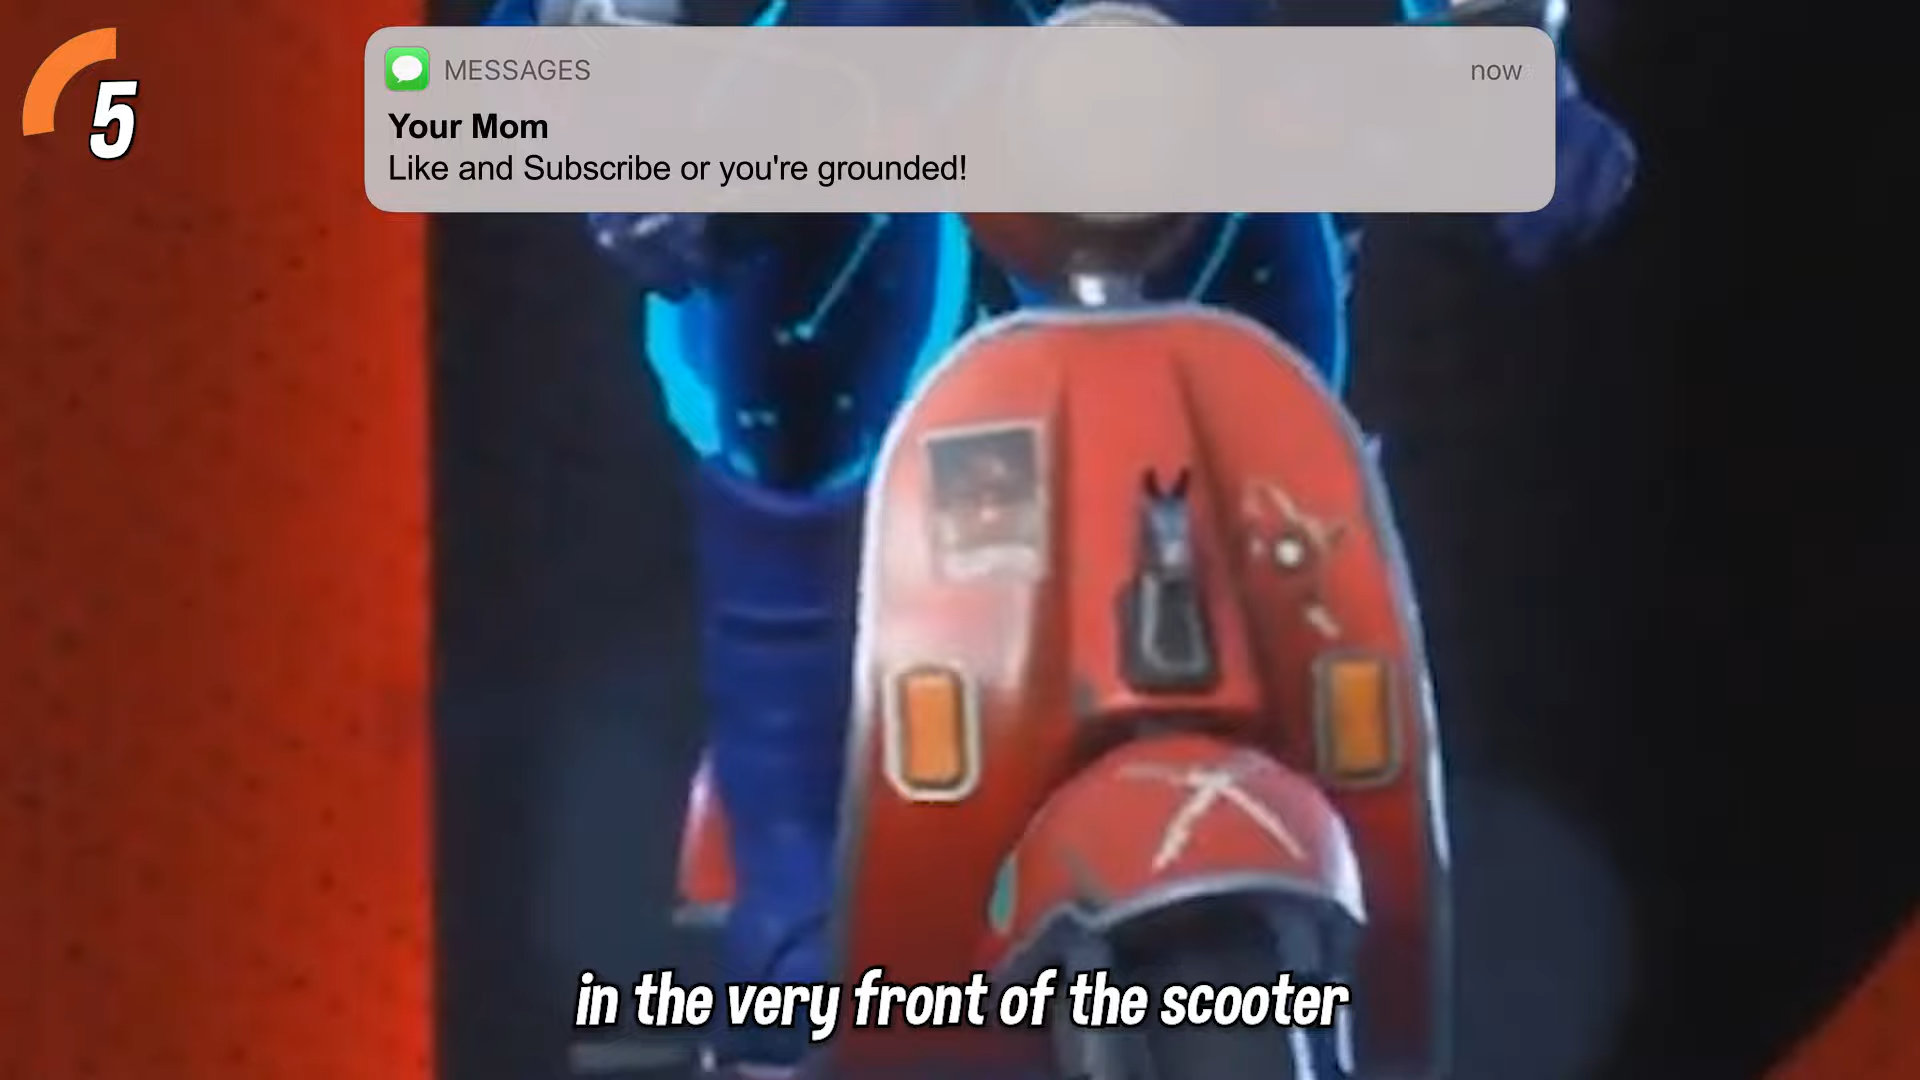 5
MESSAGES
now
Your Mom
Like and Subscribe or you're grounded!
in the very front of the scooter